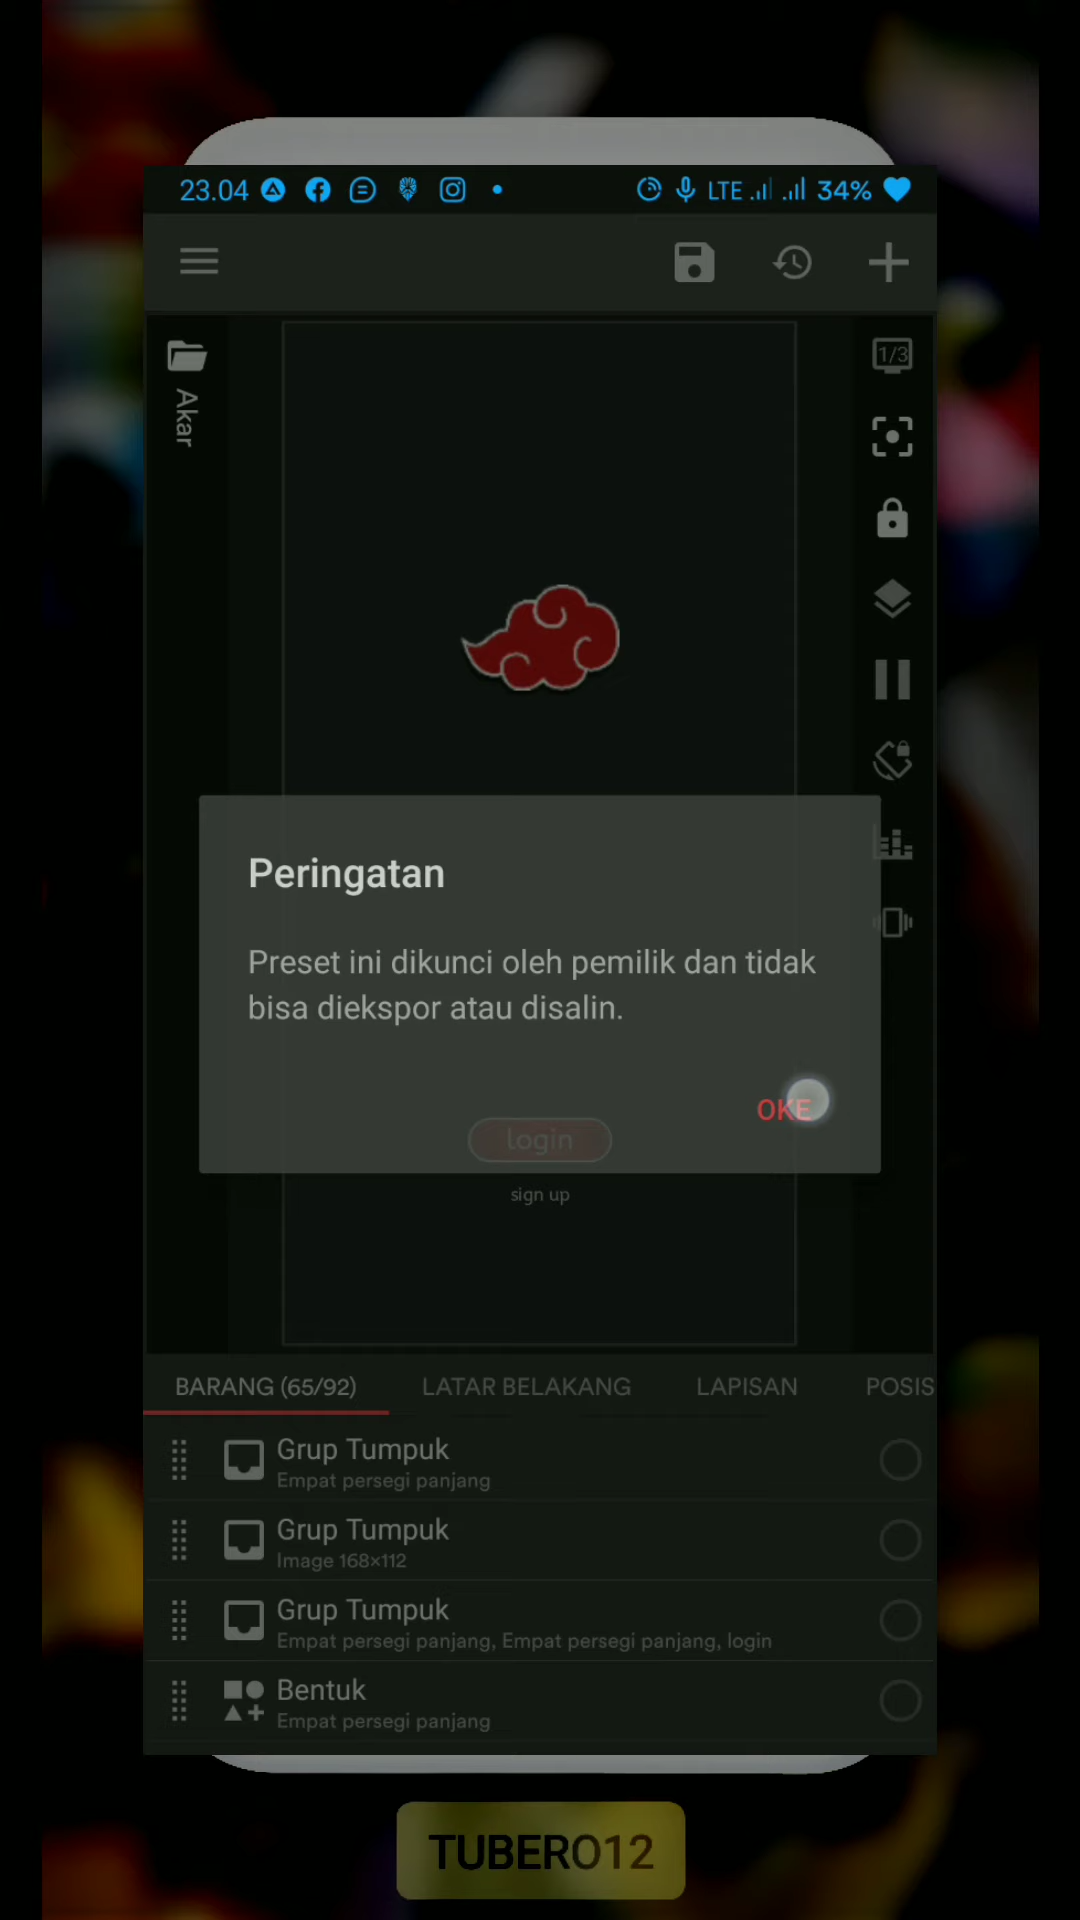 23.04
LTE
34%
1/3
Akar
Peringatan
Preset ini dikunci oleh pemilik dan tidak
bisa diekspor atau disalin.
OKE
login
sign up
BARANG (65/92)
LATAR BELAKANG
LAPISAN
POSIS
Grup Tumpuk
Empat persegi panjang
Grup Tumpuk
Image 168×112
Grup Tumpuk
Empat persegi panjang, Empat persegi panjang, login
Bentuk
Empat persegi panjang
TUBERO12